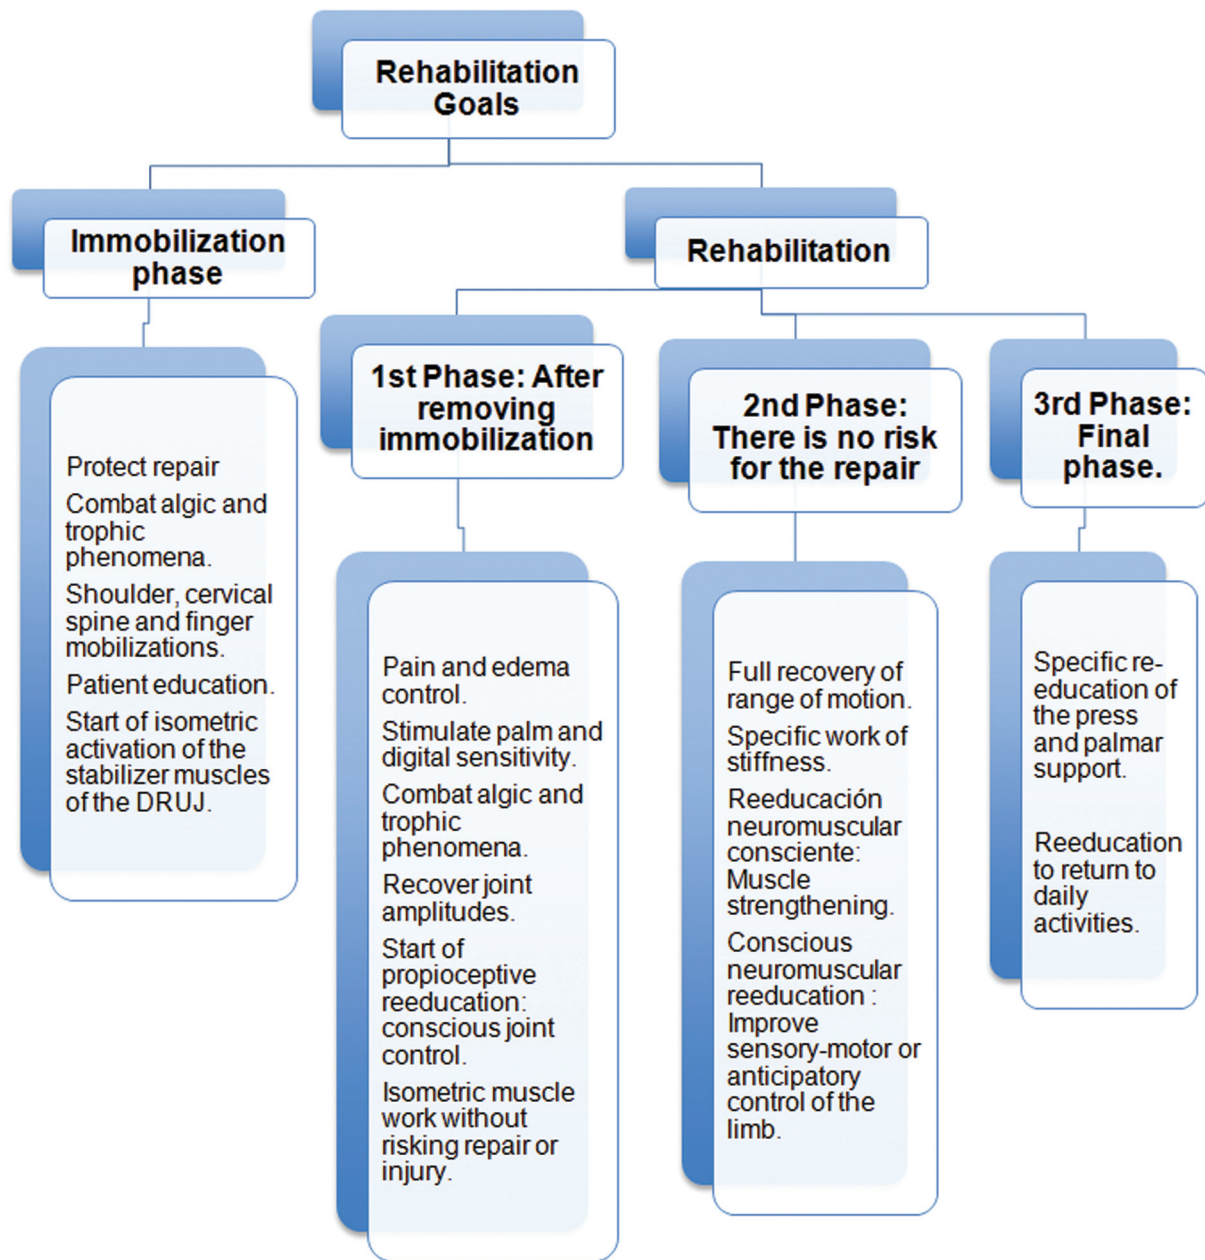 Rehabilitation
Goals
Immobilization
phase
Rehabilitation
Protect repair
Combat algic and
trophic
phenomena.
Shoulder, cervical
spine and finger
mobilizations.
Patient education.
Start of isometric
activation of the
stabilizer muscles
of the DRUJ.
1st Phase: After
removing
immobilization
Pain and edema
control.
Stimulate palm and
digital sensitivity.
Combat algic and
trophic
phenomena.
Recover joint
amplitudes.
Start of
propioceptive
reeducation:
conscious joint
control.
Isometric muscle
work without
risking repair or
injury.
2nd Phase:
There is no risk
for the repair
Full recovery of
range of motion.
Specific work of
stiffness.
Reeducación
neuromuscular
consciente:
Muscle
strengthening.
Conscious
neuromuscular
reeducation :
Improve
sensory-motor or
anticipatory
control of the
limb.
3rd Phase:
Final
phase.
Specific re-
education of
the press
and palmar
support.
Reeducation
to return to
daily
activities.